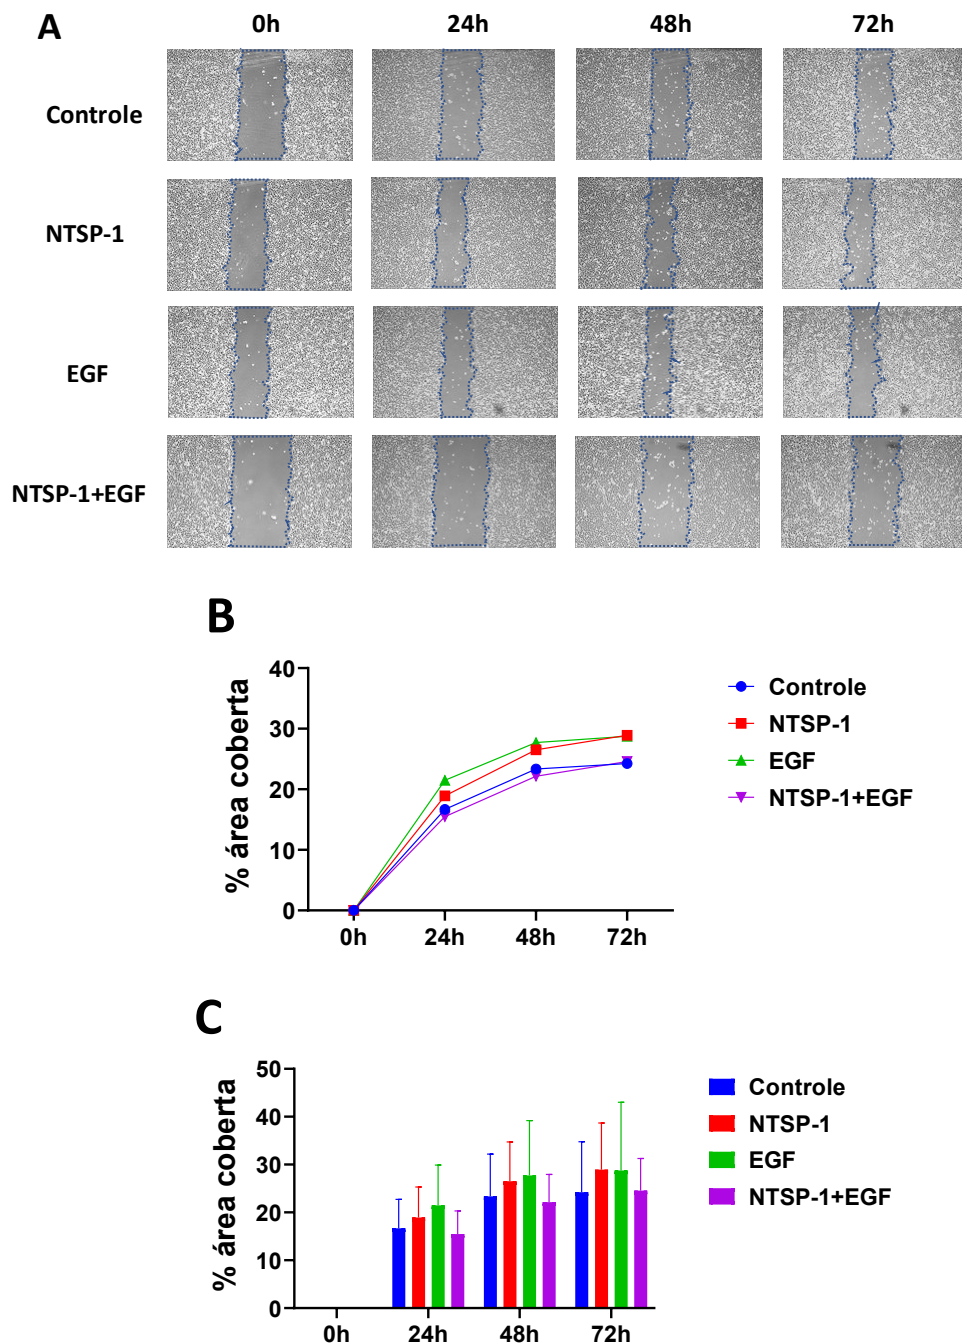 A
0h 24h 48h 72h
Controle
NTSP-1
EGF
NTSP-1+EGF
B
% área coberta
40
30
20
10
0
0h 24h 48h 72h
Controle
NTSP-1
EGF
NTSP-1+EGF
C
% área coberta
50
40
30
20
10
0
0h 24h 48h 72h
Controle
NTSP-1
EGF
NTSP-1+EGF